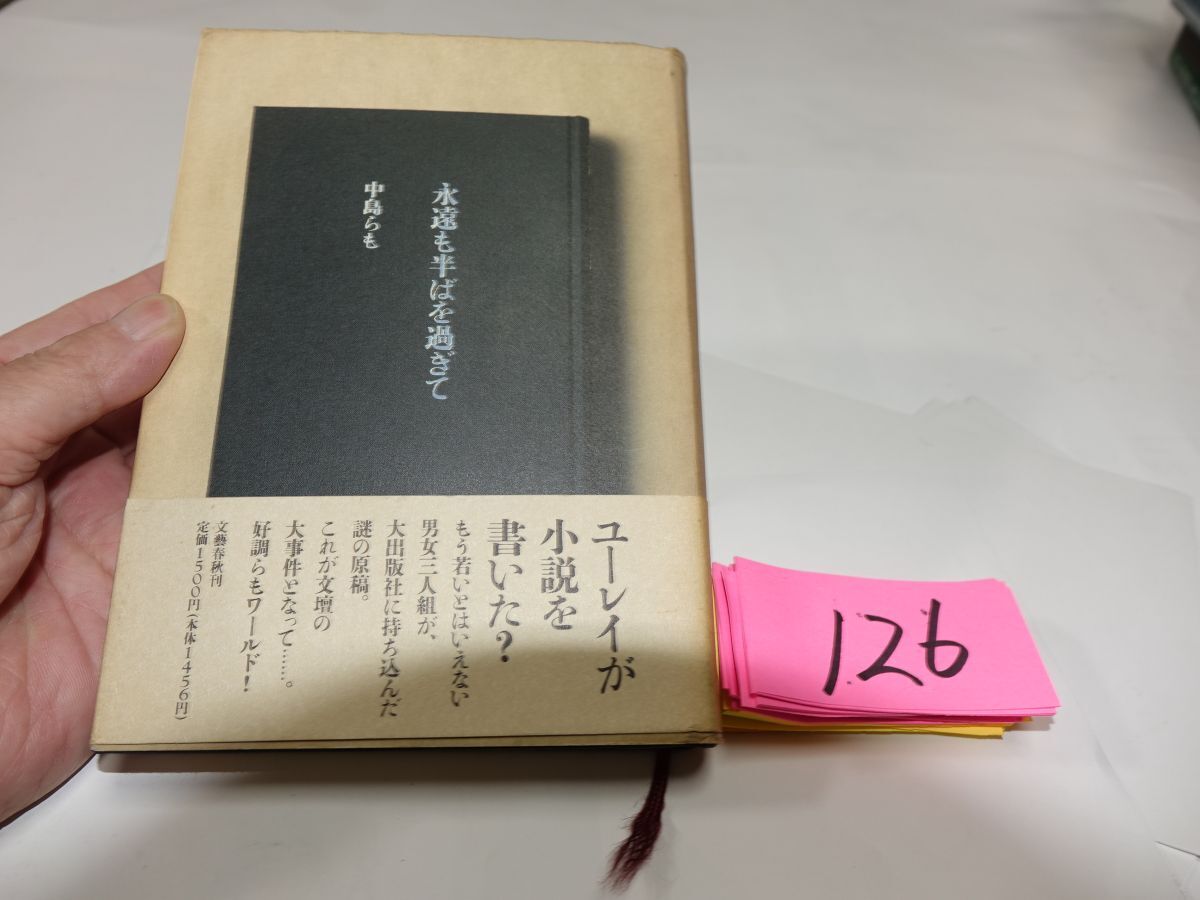 永遠も半ばを過ぎて
中島らも
ユーレイが
小説を
書いた？
もう若いとはいえない
男女三人組が、
大出版社に持ち込んだ
謎の原稿。
これが文壇の
大事件となって……。
好調らもワールド！
文藝春秋刊
定価1500円（本体1456円）
126